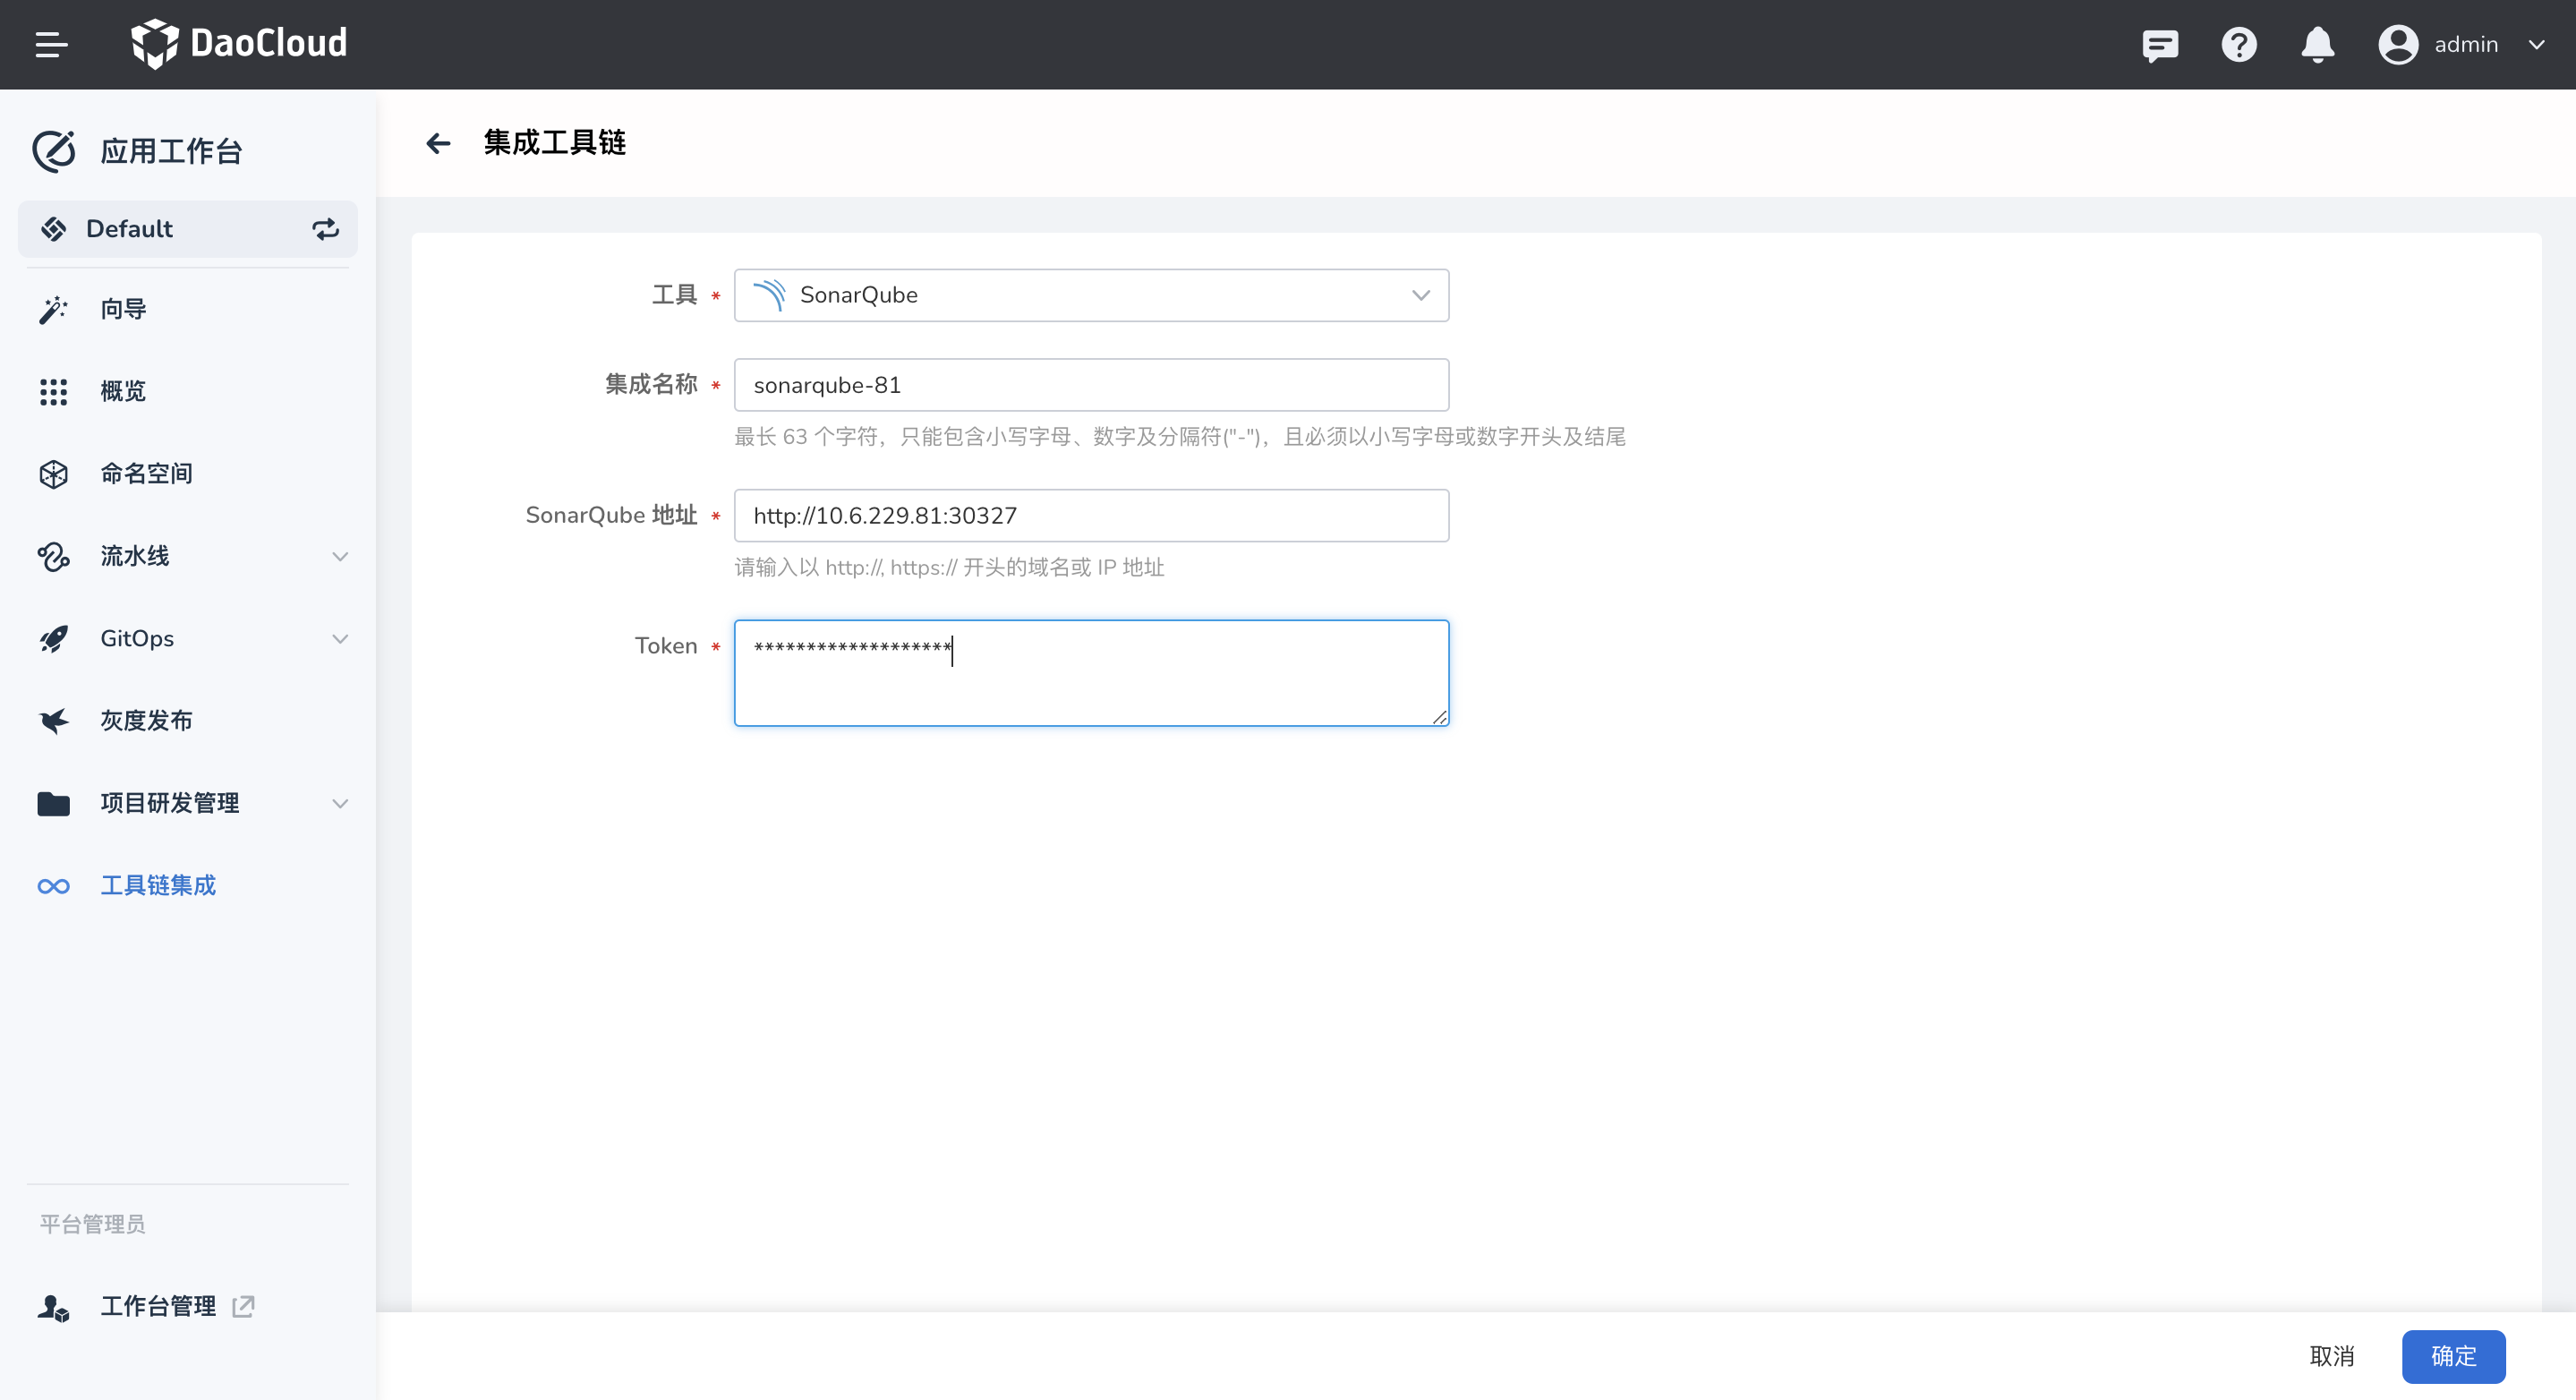 DaoCloud
admin
应用工作台
Default
向导
概览
命名空间
流水线
GitOps
灰度发布
项目研发管理
工具链集成
平台管理员
工作台管理
集成工具链
工具 * SonarQube
集成名称 * sonarqube-81
最长 63 个字符，只能包含小写字母、数字及分隔符("-")，且必须以小写字母或数字开头及结尾
SonarQube 地址 * http://10.6.229.81:30327
请输入以 http://, https:// 开头的域名或 IP 地址
Token * *******************
取消
确定